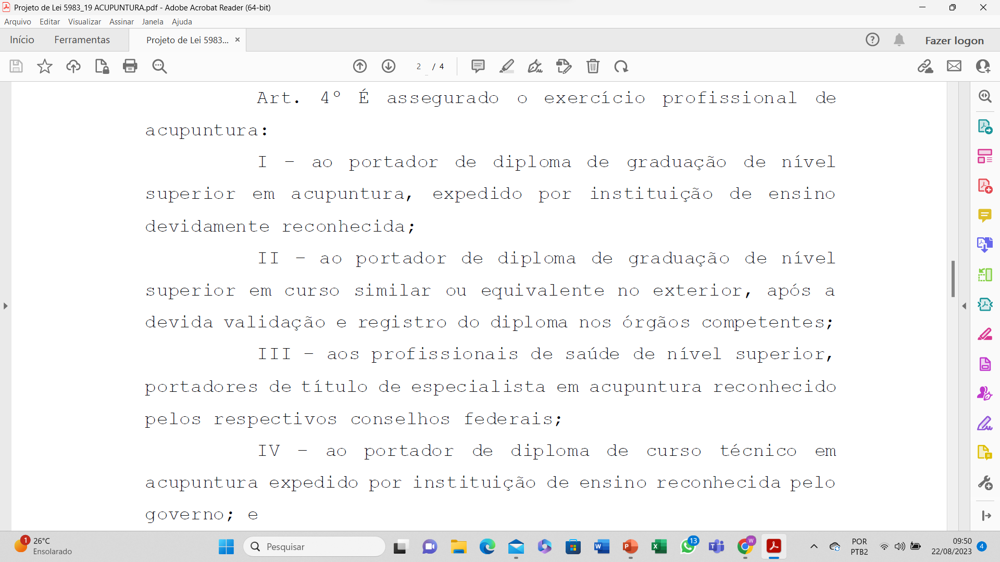 Projeto de Lei 5983_19 ACUPUNTURA.pdf - Adobe Acrobat Reader (64-bit)
Arquivo Editar Visualizar Assinar Janela Ajuda
Início Ferramentas Projeto de Lei 5983... × Fazer logon
2 / 4
Art. 4º É assegurado o exercício profissional de
acupuntura:
I – ao portador de diploma de graduação de nível
superior em acupuntura, expedido por instituição de ensino
devidamente reconhecida;
II – ao portador de diploma de graduação de nível
superior em curso similar ou equivalente no exterior, após a
devida validação e registro do diploma nos órgãos competentes;
III – aos profissionais de saúde de nível superior,
portadores de título de especialista em acupuntura reconhecido
pelos respectivos conselhos federais;
IV – ao portador de diploma de curso técnico em
acupuntura expedido por instituição de ensino reconhecida pelo
governo; e
1 26°C
Ensolarado
Pesquisar
13
W
POR
PTB2
09:50
22/08/2023
4